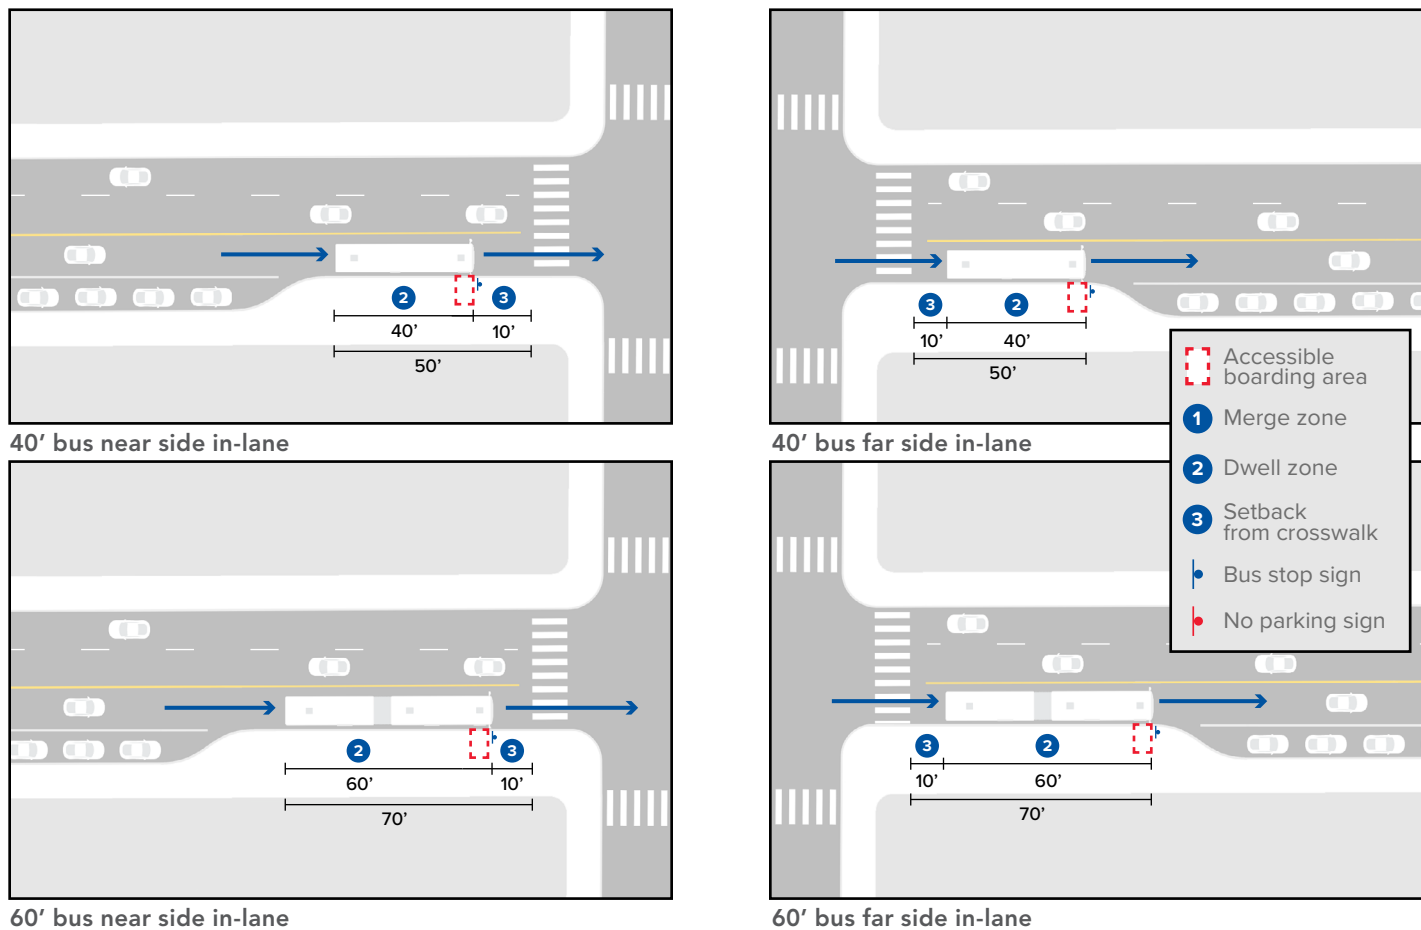 2
3
40’
10’
50’
40’ bus near side in-lane
3
2
10’
40’
50’
40’ bus far side in-lane
Accessible
boarding area
1 Merge zone
2 Dwell zone
3 Setback
from crosswalk
Bus stop sign
No parking sign
2
3
60’
10’
70’
60’ bus near side in-lane
3
2
10’
60’
70’
60’ bus far side in-lane